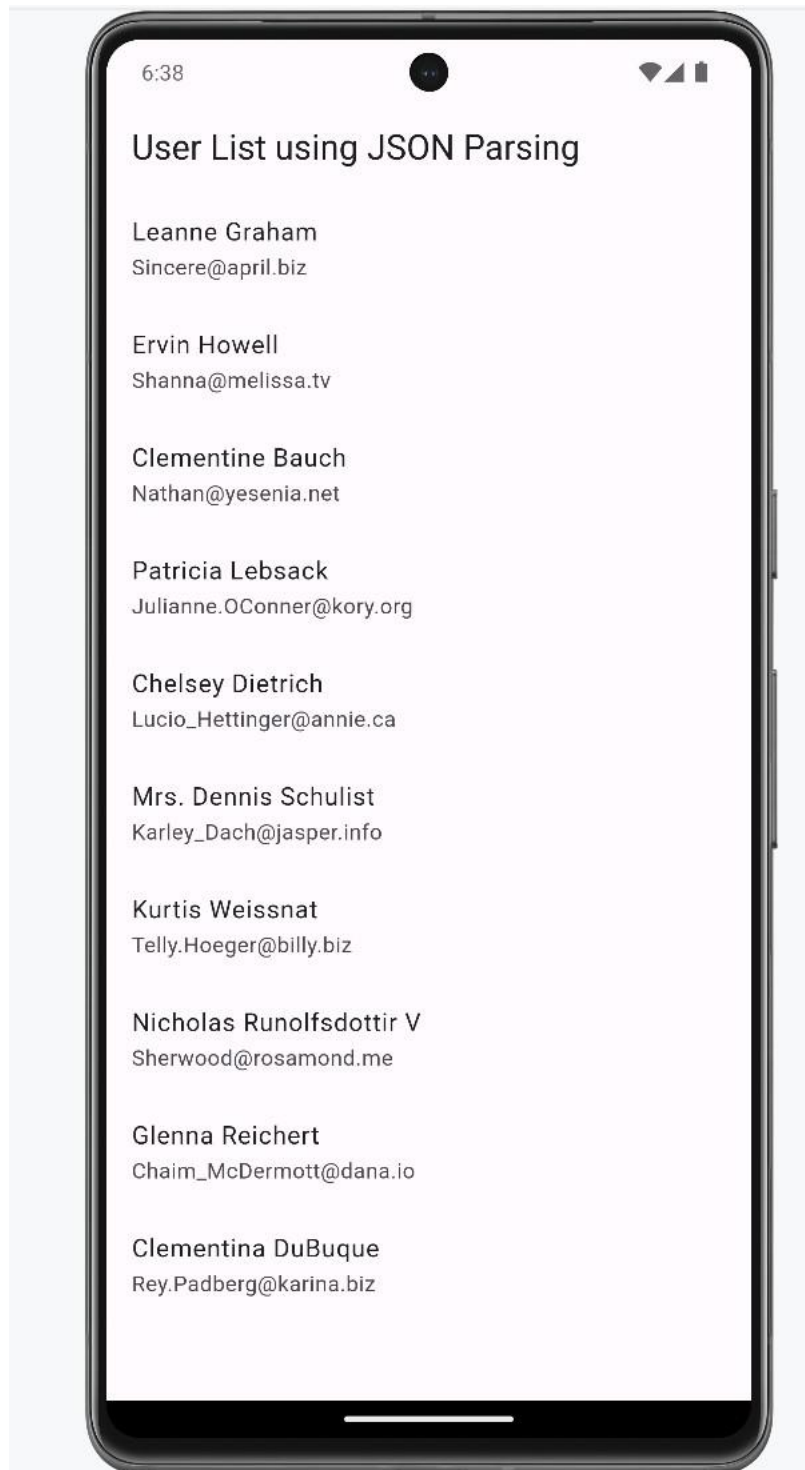 6:38
User List using JSON Parsing
Leanne Graham
Sincere@april.biz
Ervin Howell
Shanna@melissa.tv
Clementine Bauch
Nathan@yesenia.net
Patricia Lebsack
Julianne.OConner@kory.org
Chelsey Dietrich
Lucio_Hettinger@annie.ca
Mrs. Dennis Schulist
Karley_Dach@jasper.info
Kurtis Weissnat
Telly.Hoeger@billy.biz
Nicholas Runolfsdottir V
Sherwood@rosamond.me
Glenna Reichert
Chaim_McDermott@dana.io
Clementina DuBuque
Rey.Padberg@karina.biz